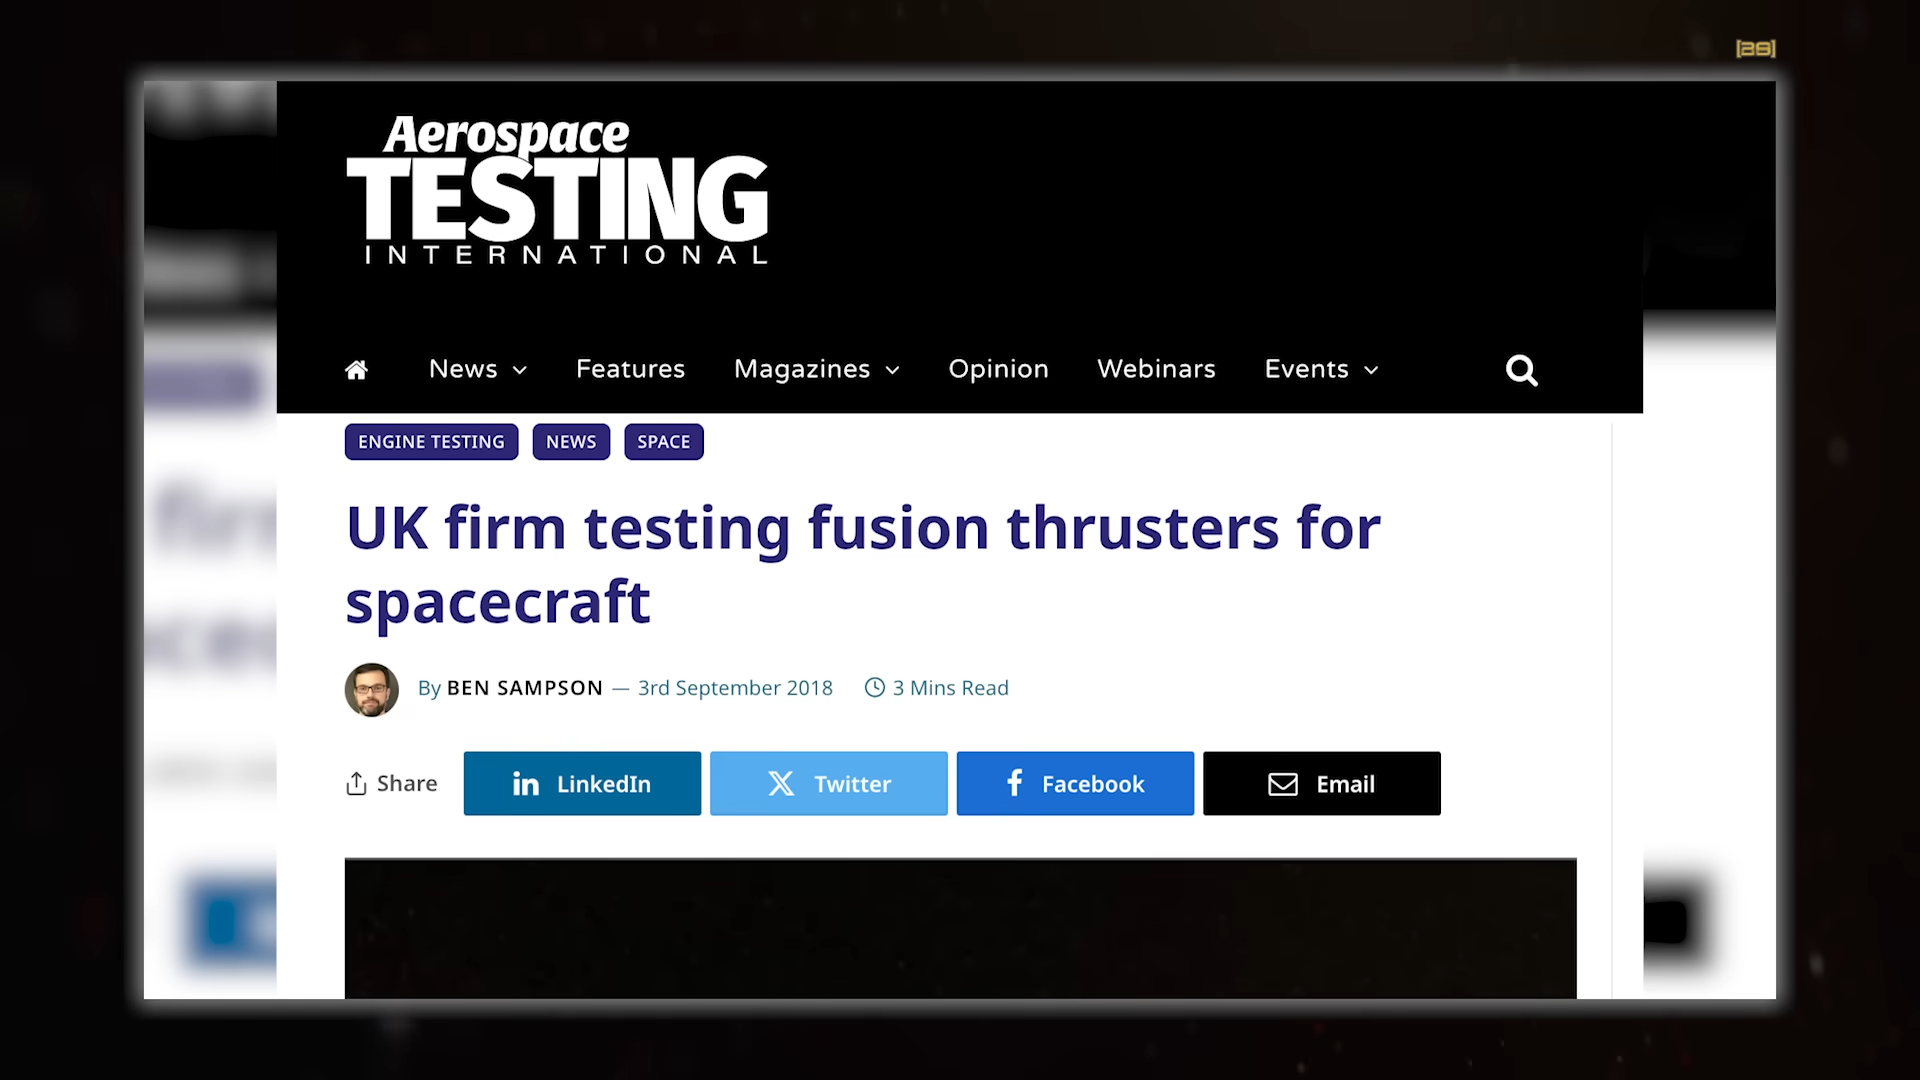 [29]
Aerospace
TESTING
INTERNATIONAL
News Features Magazines Opinion Webinars Events
ENGINE TESTING NEWS SPACE
UK firm testing fusion thrusters for
spacecraft
By BEN SAMPSON — 3rd September 2018 3 Mins Read
Share LinkedIn Twitter Facebook Email